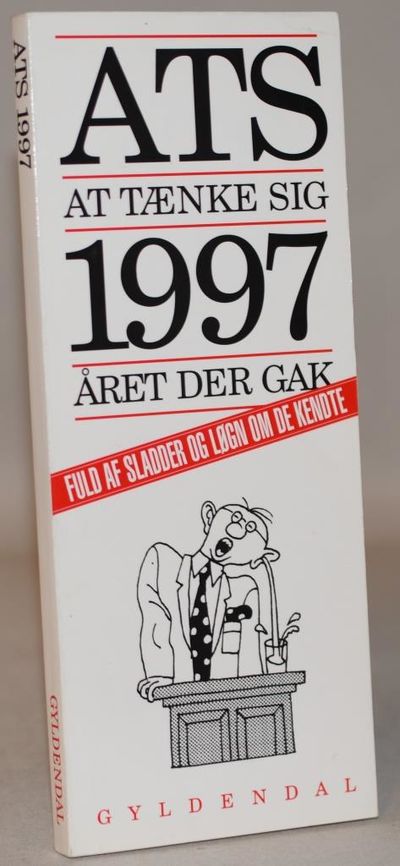 ATS 1997
GYLDENDAL
ATS
AT TÆNKE SIG
1997
ÅRET DER GAK
FULD AF SLADDER OG LØGN OM DE KENDTE
GYLDENDAL